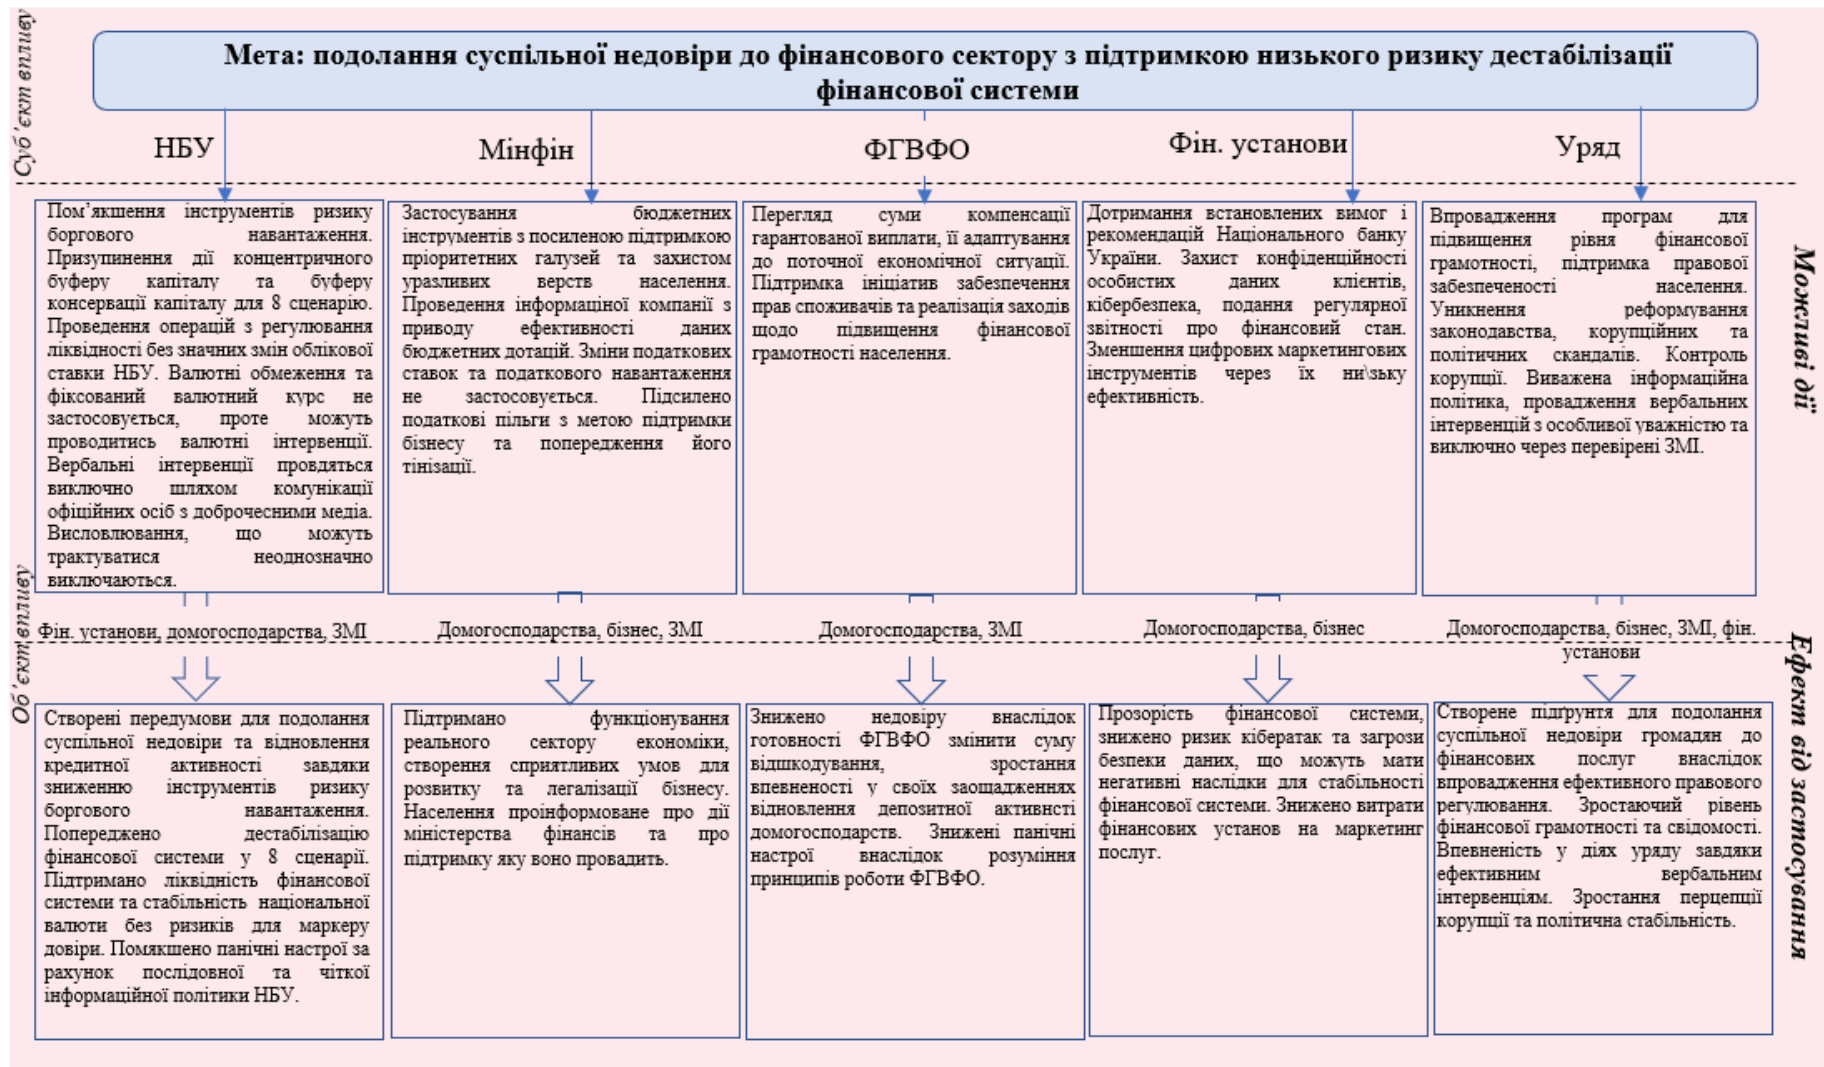 Суб’єкт впливу
Мета: подолання суспільної недовіри до фінансового сектору з підтримкою низького ризику дестабілізації
фінансової системи
НБУ
Мінфін
ФГВФО
Фін. установи
Уряд
Можливі дії
Пом’якшення інструментів ризику
боргового навантаження.
Призупинення дії концентричного
буферу капіталу та буферу
консервації капіталу для 8 сценарію.
Проведення операцій з регулювання
ліквідності без значних змін облікової
ставки НБУ. Валютні обмеження та
фіксований валютний курс не
застосовується, проте можуть
проводитись валютні інтервенції.
Вербальні інтервенції провдяться
виключно шляхом комунікації
офіційних осіб з доброчесними медіа.
Висловлювання, що можуть
трактуватися неоднозначно
виключаються.
Застосування бюджетних
інструментів з посиленою підтримкою
пріоритетних галузей та захистом
уразливих верств населення.
Проведення інформаціної компанії з
приводу ефективності даних
бюджетних дотацій. Зміни податкових
ставок та податкового навантаження
не застосовується. Підсилено
податкові пільги з метою підтримки
бізнесу та попередження його
тінізації.
Перегляд суми компенсації
гарантованої виплати, її адаптування
до поточної економічної ситуації.
Підтримка ініціатив забезпечення
прав споживачів та реалізація заходів
щодо підвищення фінансової
грамотності населення.
Дотримання встановлених вимог і
рекомендацій Національного банку
України. Захист конфіденційності
особистих даних клієнтів,
кібербезпека, подання регулярної
звітності про фінансовий стан.
Зменшення цифрових маркетингових
інструментів через їх ни\зьку
ефективність.
Впровадження програм для
підвищення рівня фінансової
грамотності, підтримка правової
забезпеченості населення.
Уникнення реформування
законодавства, корупційних та
політичних скандалів. Контроль
корупції. Виважена інформаційна
політика, провадження вербальних
інтервенцій з особливої уважністю та
виключно через перевірені ЗМІ.
Об’єкт впливу
Фін. установи, домогосподарства, ЗМІ
Домогосподарства, бізнес, ЗМІ
Домогосподарства, ЗМІ
Домогосподарства, бізнес
Домогосподарства, бізнес, ЗМІ, фін.
установи
Ефекти від застосування
Створені передумови для подолання
суспільної недовіри та відновлення
кредитної активності завдяки
зниженню інструментів ризику
боргового навантаження.
Попереджено дестабілізацію
фінансової системи у 8 сценарії.
Підтримано ліквідність фінансової
системи та стабільність національної
валюти без ризиків для маркеру
довіри. Помякшено панічні настрої за
рахунок послідовної та чіткої
інформаційної політики НБУ.
Підтримано функціонування
реального сектору економіки,
створення сприятливих умов для
розвитку та легалізації бізнесу.
Населення проінформоване про дії
міністерства фінансів та про
підтримку яку воно провадить.
Знижено недовіру внаслідок
готовності ФГВФО змінити суму
відшкодування, зростання
впевненості у своїх заощадженнях
відновлення депозитної активнсті
домогосподарств. Знижені панічні
настрої внаслідок розуміння
принципів роботи ФГВФО.
Прозорість фінансової системи,
знижено ризик кібератак та загрози
безпеки даних, що можуть мати
негативні наслідки для стабільності
фінансової системи. Знижено витрати
фінансових установ на маркетинг
послуг.
Створене підґрунтя для подолання
суспільної недовіри громадян до
фінансових послуг внаслідок
впровадження ефективного правового
регулювання. Зростаючий рівень
фінансової грамотності та свідомості.
Впевненість у діях уряду завдяки
ефективним вербальним
інтервенціям. Зростання перцепції
корупції та політична стабільність.